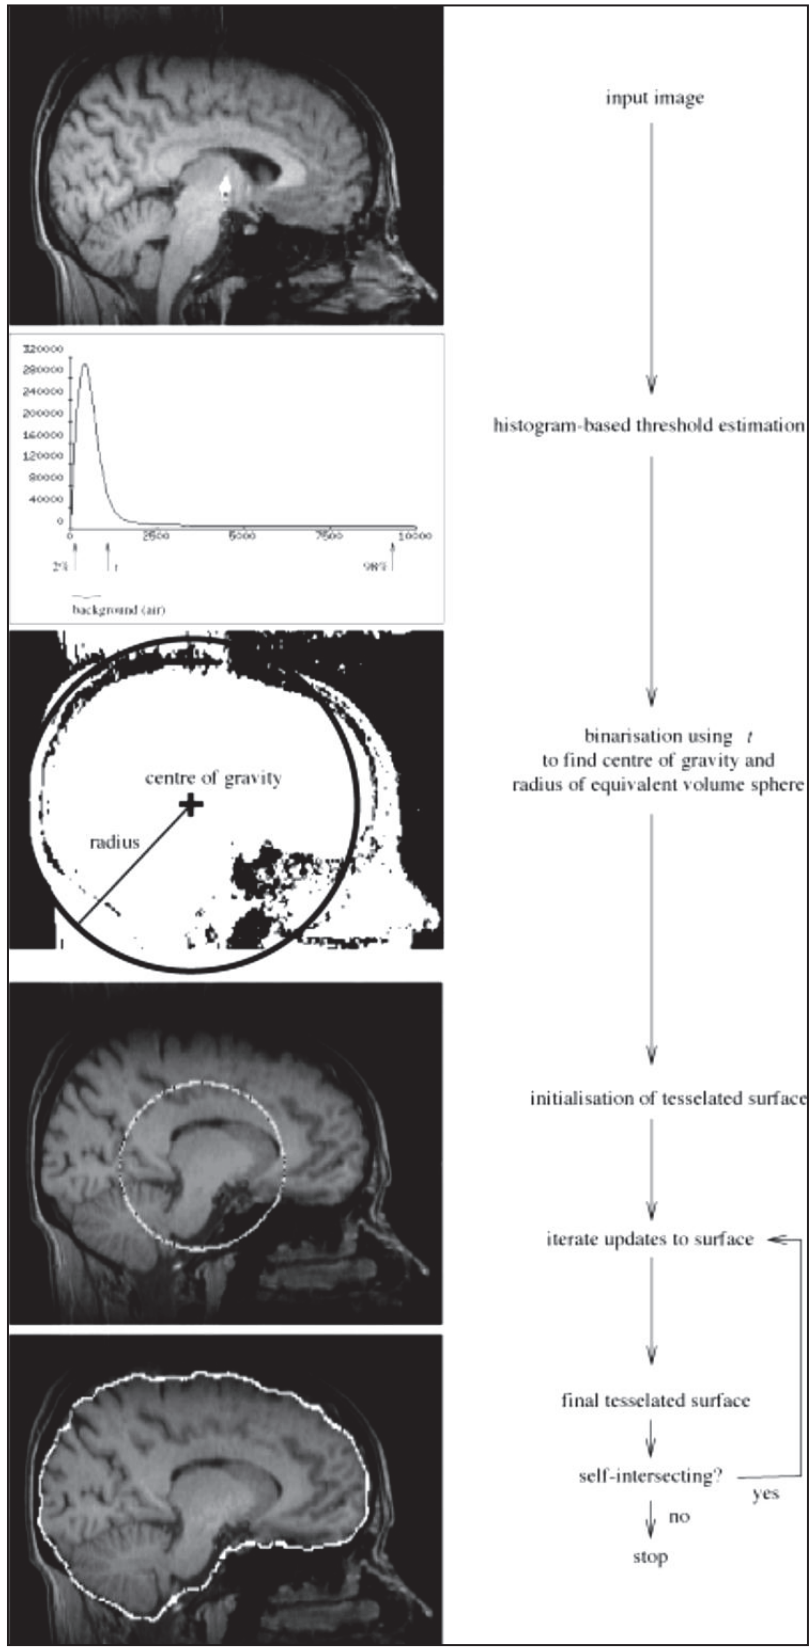 input image
320000
280000
240000
200000
160000
120000
80000
40000
0
0 2500 5000 7500 10000
2% t 98%
background (air)
histogram-based threshold estimation
binarisation using t
to find centre of gravity and
radius of equivalent volume sphere
centre of gravity
radius
initialisation of tesselated surface
iterate updates to surface
final tesselated surface
self-intersecting?
yes
no
stop